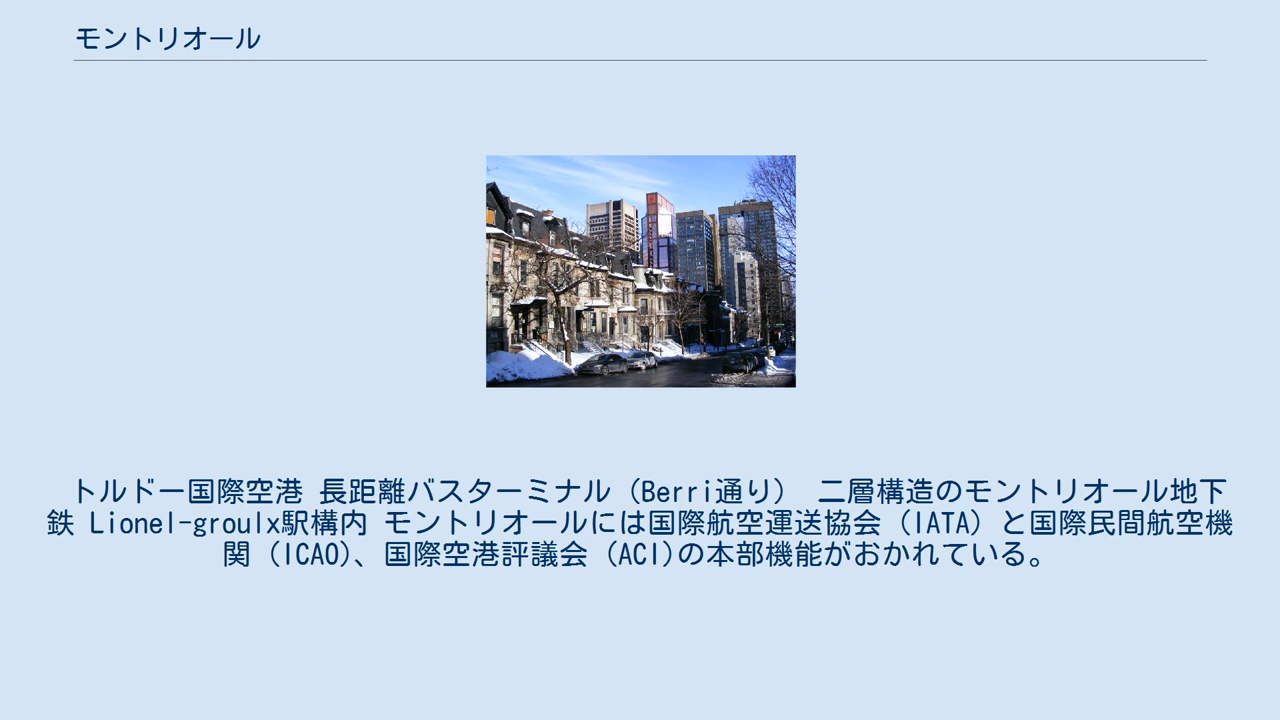 モントリオール
トルドー国際空港 長距離バスターミナル（Berri通り） 二層構造のモントリオール地下
鉄 Lionel-groulx駅構内 モントリオールには国際航空運送協会（IATA）と国際民間航空機
関（ICAO)、国際空港評議会（ACI)の本部機能がおかれている。